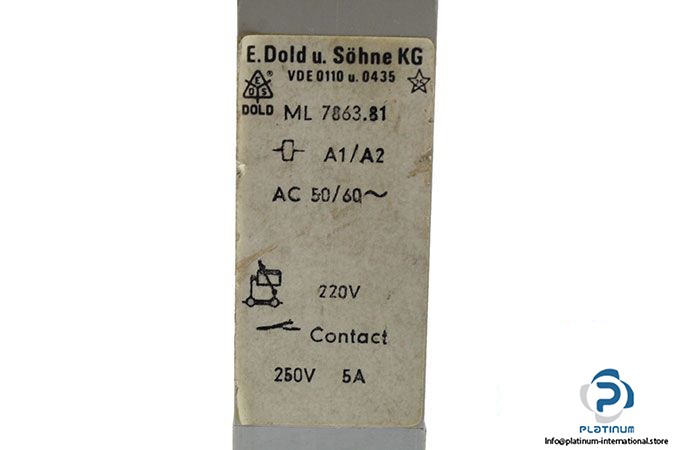 E.Dold u. Söhne KG
VDE 0110 u. 0435
E
O S ®
DOLD
ML 7863.81
A1/A2
AC 50/60~
220V
Contact
250V 5A
PLATINUM
Info@platinum-international.store